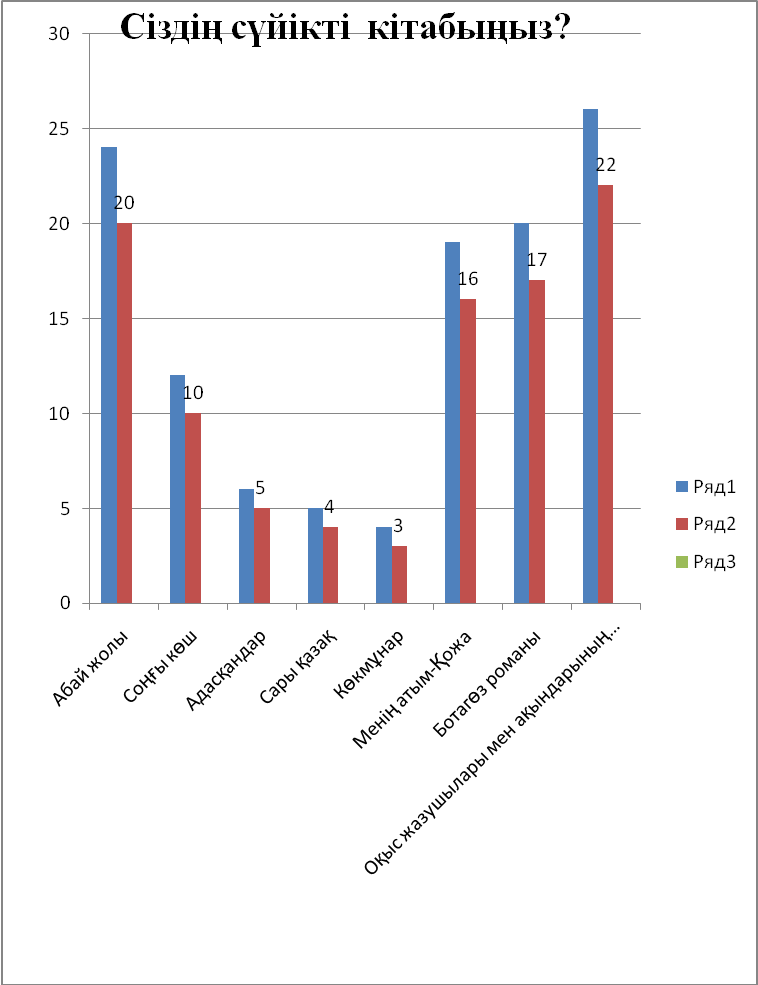 Сіздің сүйікті кітабыңыз?
30
25
20
15
10
5
0
20
10
5
4
3
16
17
22
Абай жолы
Соңғы көш
Адасқандар
Сары қазақ
Көкмұнар
Менің атым-Қожа
Ботагөз романы
Оқыс жазушылары мен ақындарының...
Ряд1
Ряд2
Ряд3